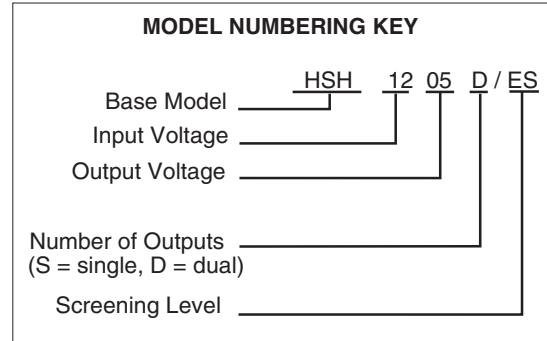 MODEL NUMBERING KEY
HSH 12 05 D / ES
Base Model
Input Voltage
Output Voltage
Number of Outputs
(S = single, D = dual)
Screening Level